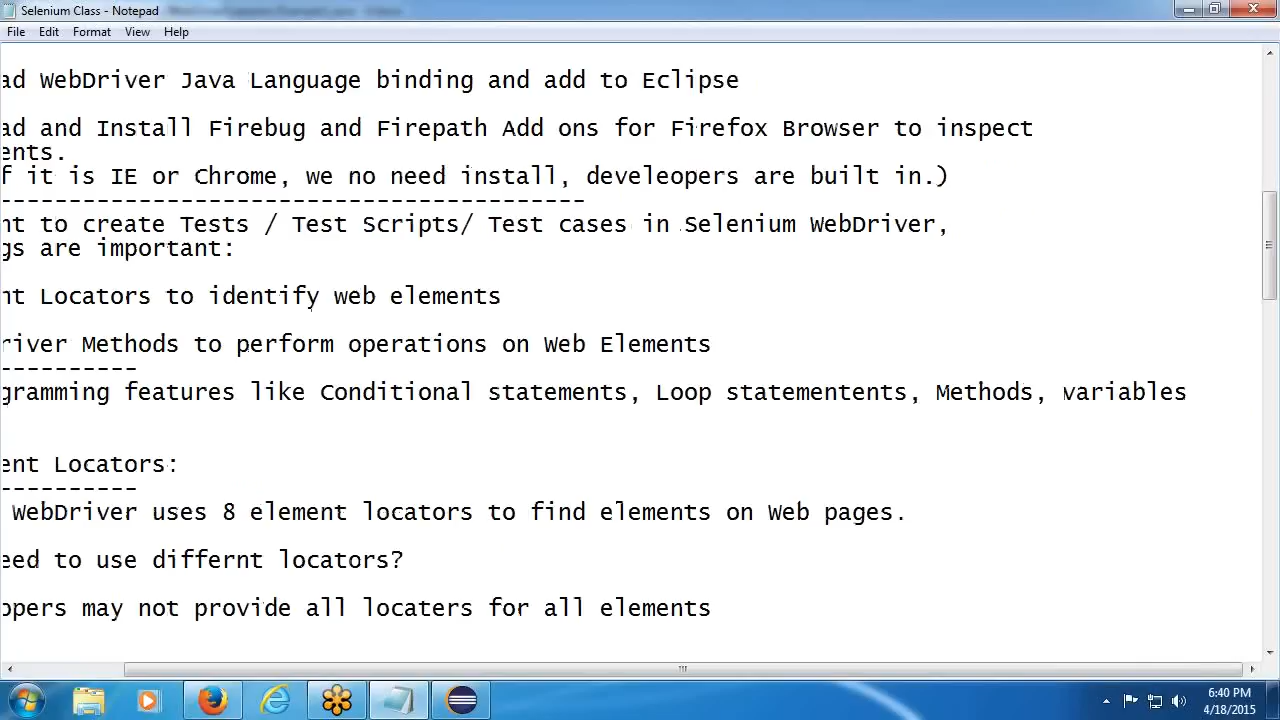 Selenium Class - Notepad
File Edit Format View Help
ad WebDriver Java Language binding and add to Eclipse
ad and Install Firebug and Firepath Add ons for Firefox Browser to inspect
ents.
f it is IE or Chrome, we no need install, develeopers are built in.)
------------------------------------------
nt to create Tests / Test Scripts/ Test cases in Selenium WebDriver,
gs are important:
nt Locators to identify web elements
river Methods to perform operations on Web Elements
----------
gramming features like Conditional statements, Loop statementents, Methods, variables
ent Locators:
----------
WebDriver uses 8 element locators to find elements on Web pages.
eed to use differnt locators?
opers may not provide all locaters for all elements
6:40 PM
4/18/2015